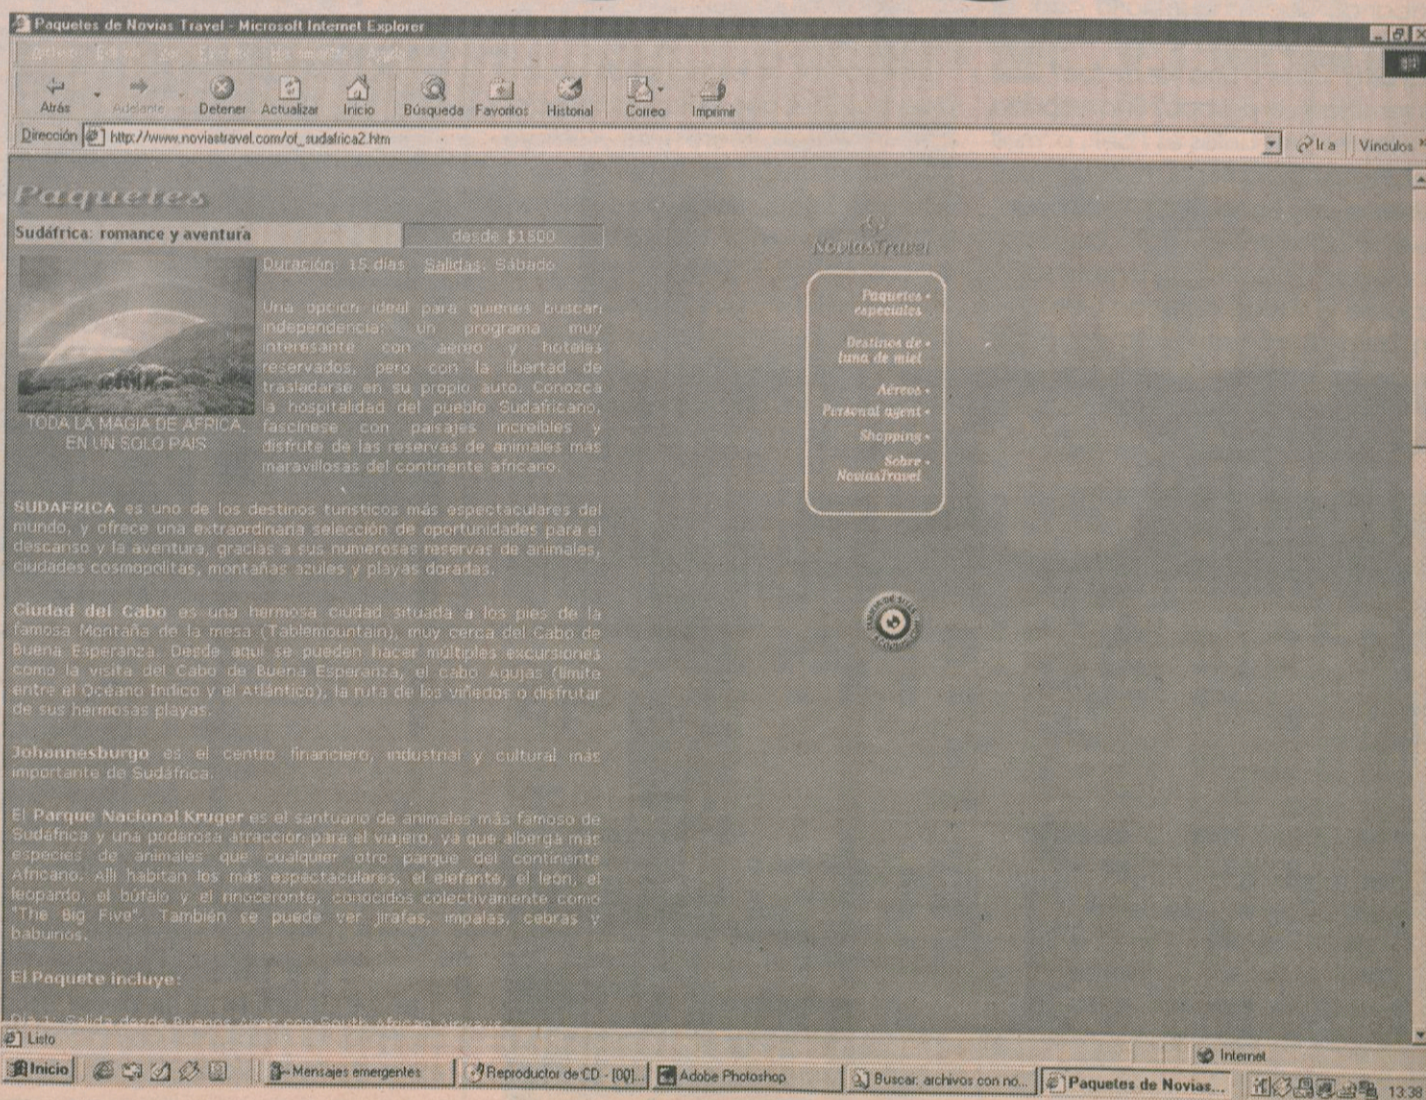 Paquetes de Novias Travel - Microsoft Internet Explorer
Atrás
Adelante
Detener
Actualizar
Inicio
Búsqueda
Favoritos
Historial
Correo
Imprimir
Dirección
http://www.noviastravel.com/of_sudafrica2.htm
Ir a
Vínculos »
Paquetes
Sudáfrica: romance y aventura
desde $1800
Duración: 15 días Salidas: Sábado
Una opción ideal para quienes buscan
independencia: un programa muy
interesante con aéreo y hoteles
reservados, pero con la libertad de
trasladarse en su propio auto. Conozca
la hospitalidad del pueblo Sudafricano,
fascínese con paisajes increíbles y
disfrute de las reservas de animales más
maravillosas del continente africano.
TODA LA MAGIA DE AFRICA,
EN UN SOLO PAIS
SUDAFRICA es uno de los destinos turísticos más espectaculares del
mundo, y ofrece una extraordinaria selección de oportunidades para el
descanso y la aventura, gracias a sus numerosas reservas de animales,
ciudades cosmopolitas, montañas azules y playas doradas.
Ciudad del Cabo es una hermosa ciudad situada a los pies de la
famosa Montaña de la mesa (Tablemountain), muy cerca del Cabo de
Buena Esperanza. Desde aquí se pueden hacer múltiples excursiones
como la visita del Cabo de Buena Esperanza, el cabo Agujas (límite
entre el Océano Indico y el Atlántico), la ruta de los viñedos o disfrutar
de sus hermosas playas.
Johannesburgo es el centro financiero, industrial y cultural más
importante de Sudáfrica.
El Parque Nacional Kruger es el santuario de animales más famoso de
Sudáfrica y una poderosa atracción para el viajero, ya que alberga más
especies de animales que cualquier otro parque del continente
Africano. Allí habitan los más espectaculares, el elefante, el león, el
leopardo, el búfalo y el rinoceronte, conocidos colectivamente como
"The Big Five". También se puede ver jirafas, impalas, cebras y
babuinos.
El Paquete incluye:
Día 1: Salida desde Buenos Aires con South African Airways
NoviasTravel
Paquetes
especiales
Destinos de
luna de miel
Aéreos
Personal agent
Shopping
Sobre
NoviasTravel
Listo
Internet
Inicio
Mensajes emergentes
Reproductor de CD - [00]...
Adobe Photoshop
Buscar: archivos con no...
Paquetes de Novias...
13:38